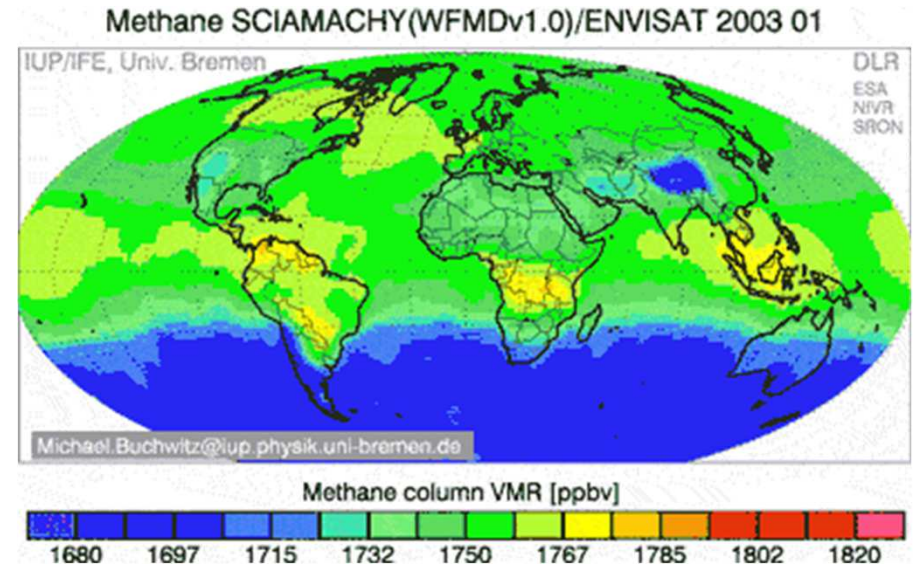 Methane SCIAMACHY(WFMDv1.0)/ENVISAT 2003 01
IUP/IFE, Univ. Bremen
DLR
ESA
NIVR
SRON
Michael.Buchwitz@iup.physik.uni-bremen.de
Methane column VMR [ppbv]
1680 1697 1715 1732 1750 1767 1785 1802 1820